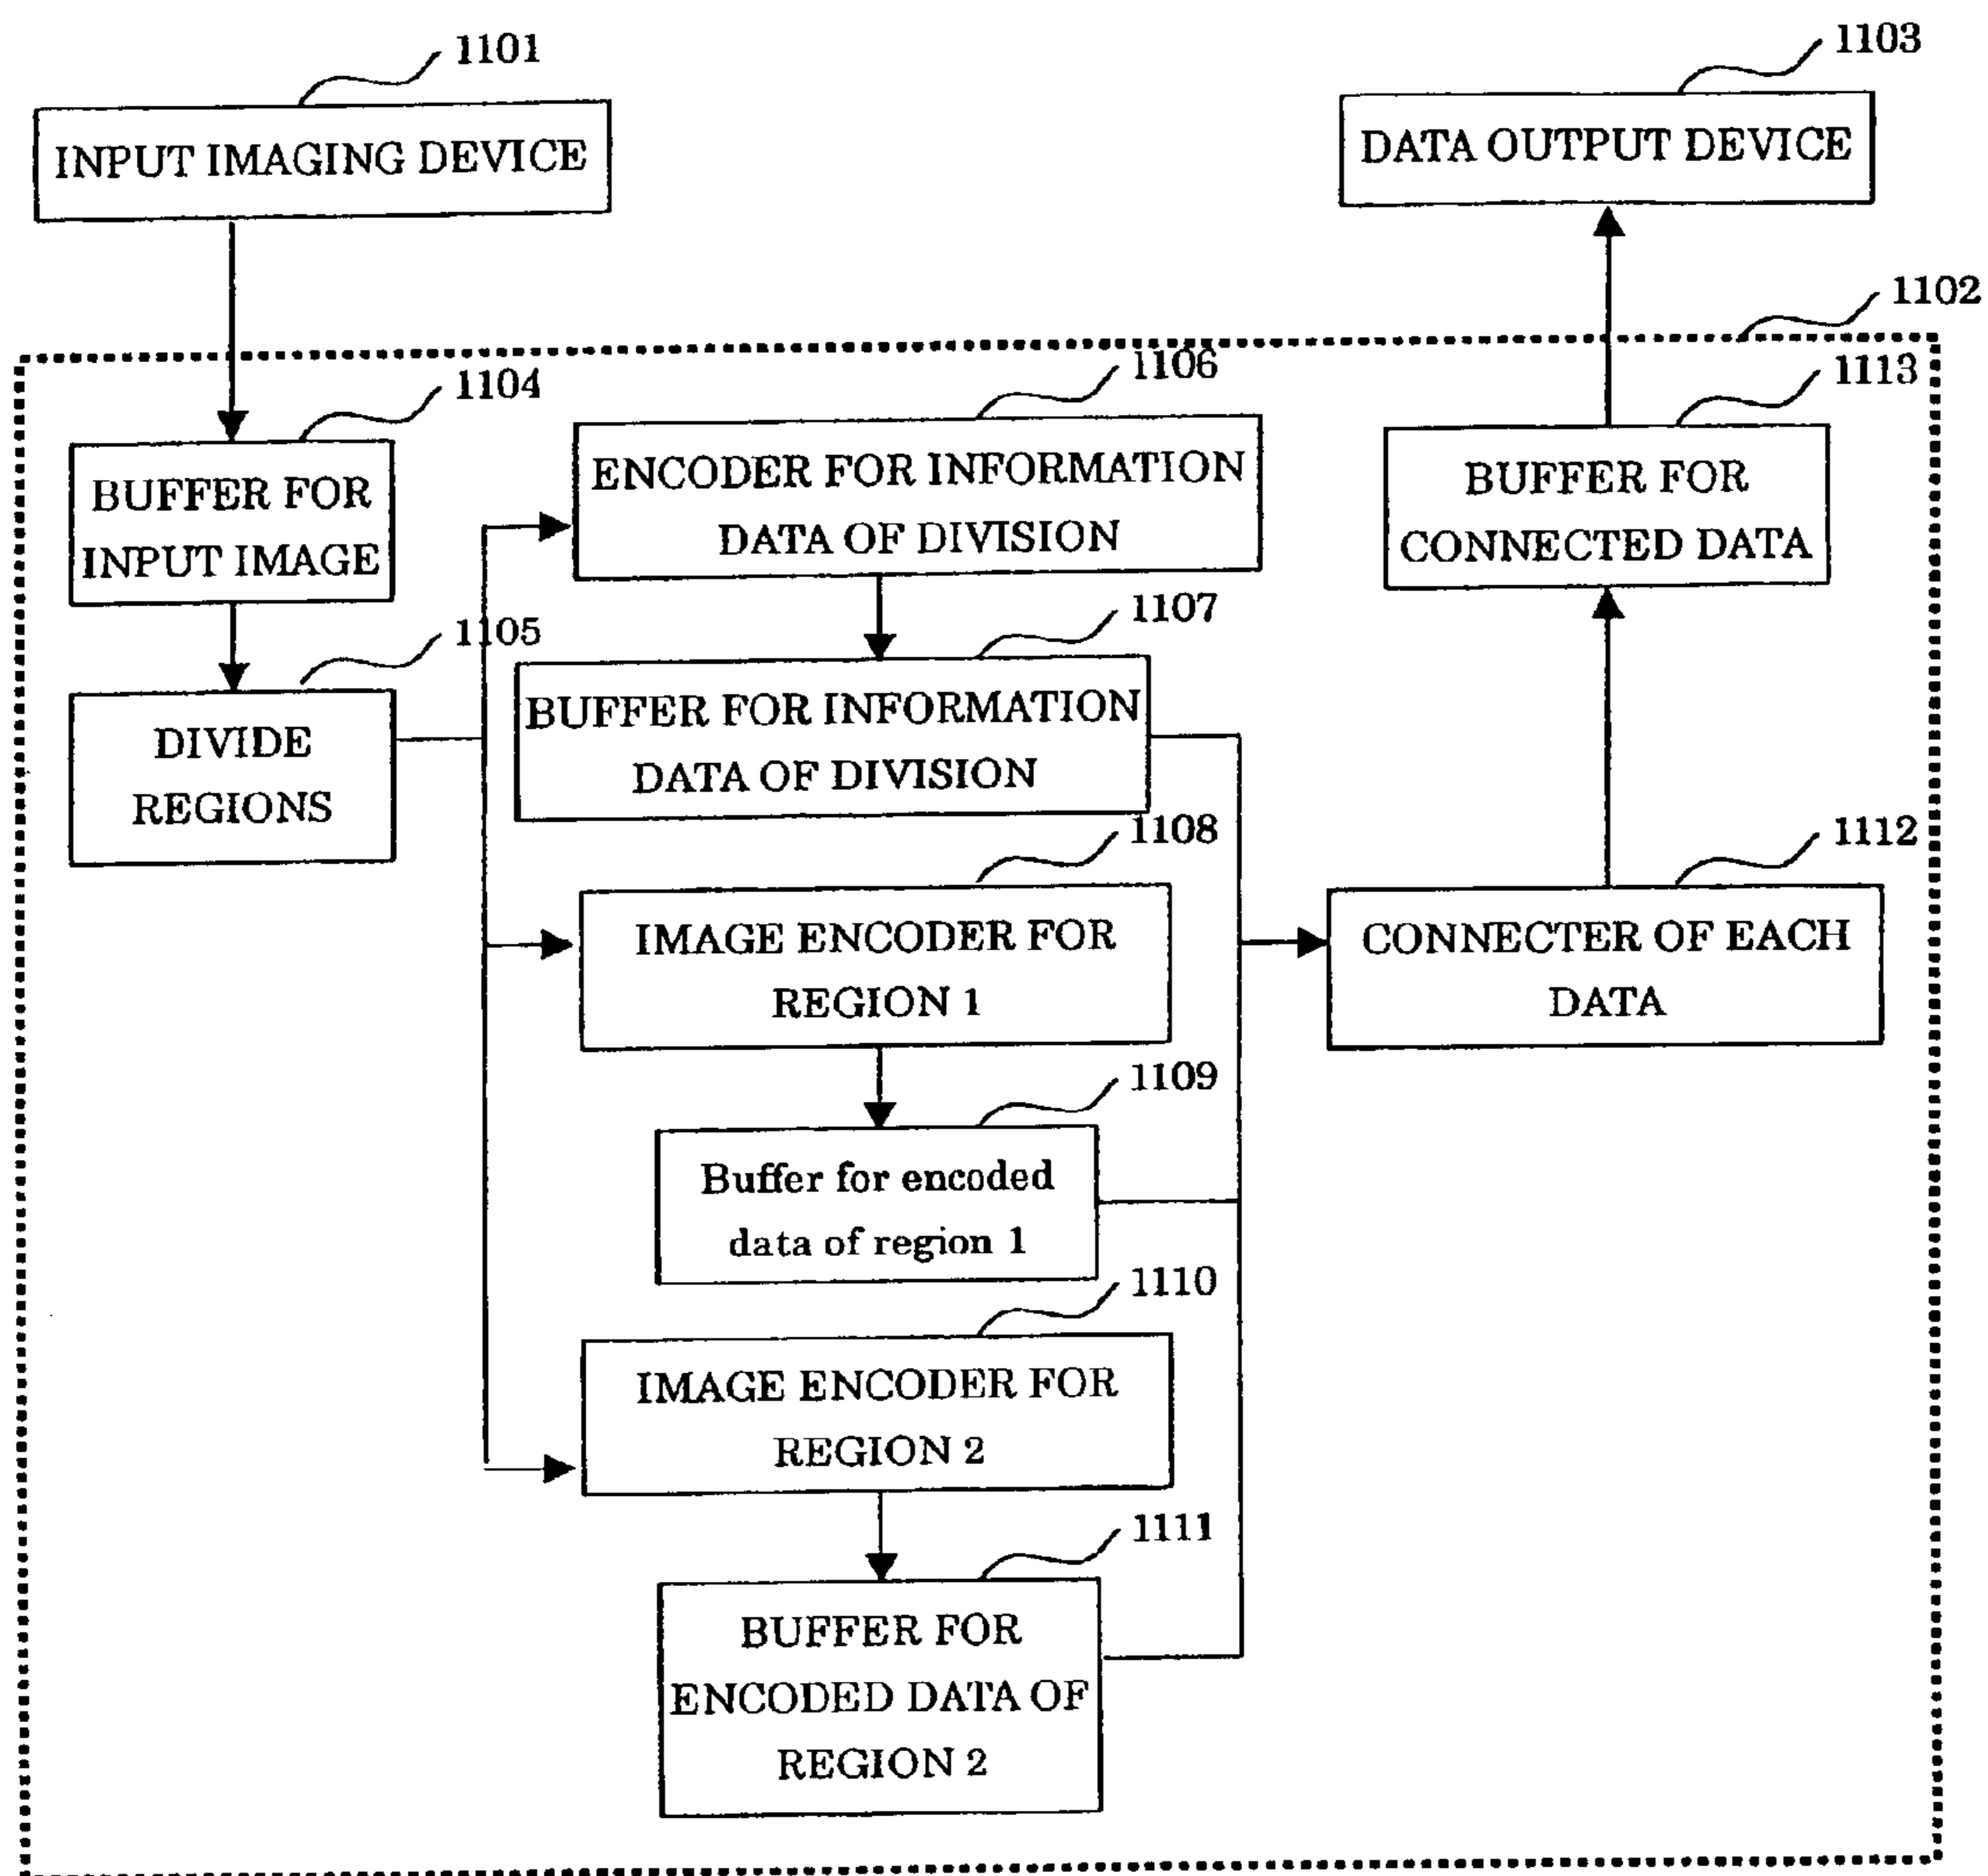 1101
INPUT IMAGING DEVICE
1103
DATA OUTPUT DEVICE
1102
1104
BUFFER FOR
INPUT IMAGE
1105
DIVIDE
REGIONS
1106
ENCODER FOR INFORMATION
DATA OF DIVISION
1107
BUFFER FOR INFORMATION
DATA OF DIVISION
1108
IMAGE ENCODER FOR
REGION 1
1109
Buffer for encoded
data of region 1
1110
IMAGE ENCODER FOR
REGION 2
1111
BUFFER FOR
ENCODED DATA OF
REGION 2
1113
BUFFER FOR
CONNECTED DATA
1112
CONNECTER OF EACH
DATA